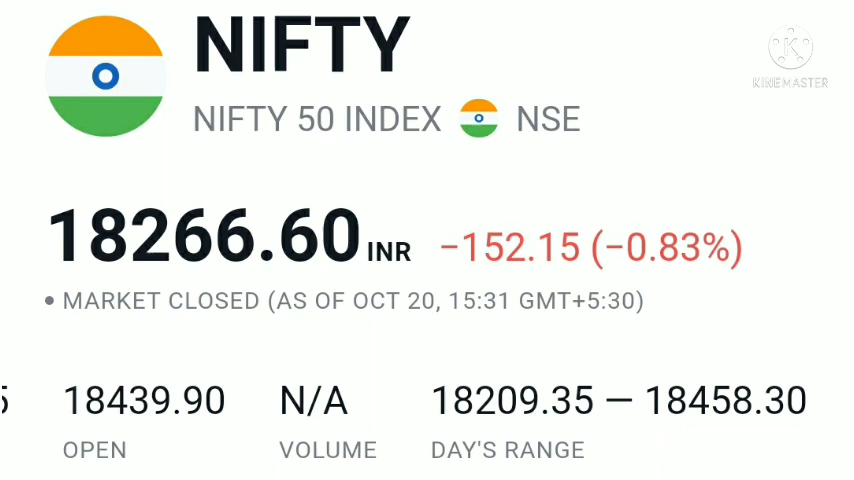 NIFTY
KINEMASTER
NIFTY 50 INDEX NSE
18266.60 INR −152.15 (−0.83%)
• MARKET CLOSED (AS OF OCT 20, 15:31 GMT+5:30)
5 18439.90 N/A 18209.35 — 18458.30
OPEN VOLUME DAY'S RANGE